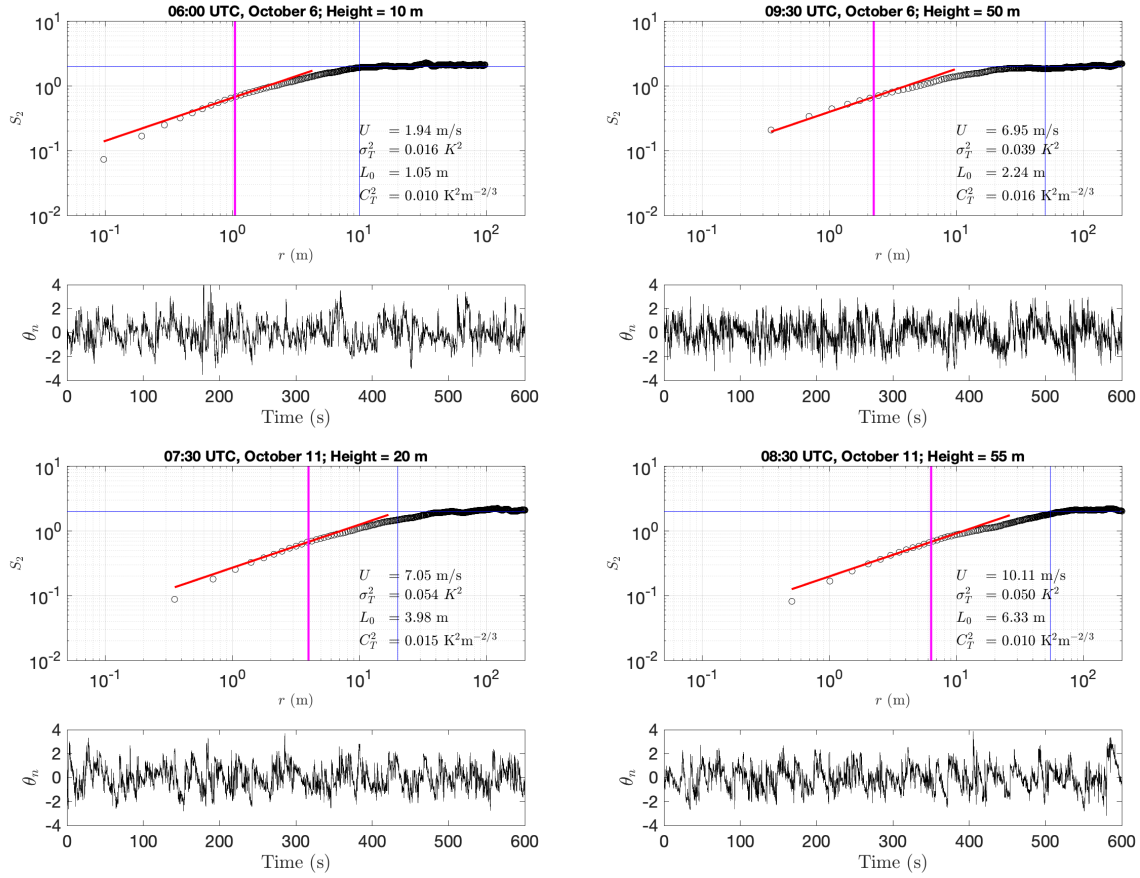 06:00 UTC, October 6; Height = 10 m
10^1
10^0
10^{-1}
10^{-2}
S_2
U = 1.94 m/s
σ_T^2 = 0.016 K^2
L_0 = 1.05 m
C_T^2 = 0.010 K^2m^{-2/3}
10^{-1} 10^0 10^1 10^2
r (m)
4
2
0
-2
-4
θ_n
0 100 200 300 400 500 600
Time (s)
09:30 UTC, October 6; Height = 50 m
10^1
10^0
10^{-1}
10^{-2}
S_2
U = 6.95 m/s
σ_T^2 = 0.039 K^2
L_0 = 2.24 m
C_T^2 = 0.016 K^2m^{-2/3}
10^{-1} 10^0 10^1 10^2
r (m)
4
2
0
-2
-4
θ_n
0 100 200 300 400 500 600
Time (s)
07:30 UTC, October 11; Height = 20 m
10^1
10^0
10^{-1}
10^{-2}
S_2
U = 7.05 m/s
σ_T^2 = 0.054 K^2
L_0 = 3.98 m
C_T^2 = 0.015 K^2m^{-2/3}
10^{-1} 10^0 10^1 10^2
r (m)
4
2
0
-2
-4
θ_n
0 100 200 300 400 500 600
Time (s)
08:30 UTC, October 11; Height = 55 m
10^1
10^0
10^{-1}
10^{-2}
S_2
U = 10.11 m/s
σ_T^2 = 0.050 K^2
L_0 = 6.33 m
C_T^2 = 0.010 K^2m^{-2/3}
10^{-1} 10^0 10^1 10^2
r (m)
4
2
0
-2
-4
θ_n
0 100 200 300 400 500 600
Time (s)